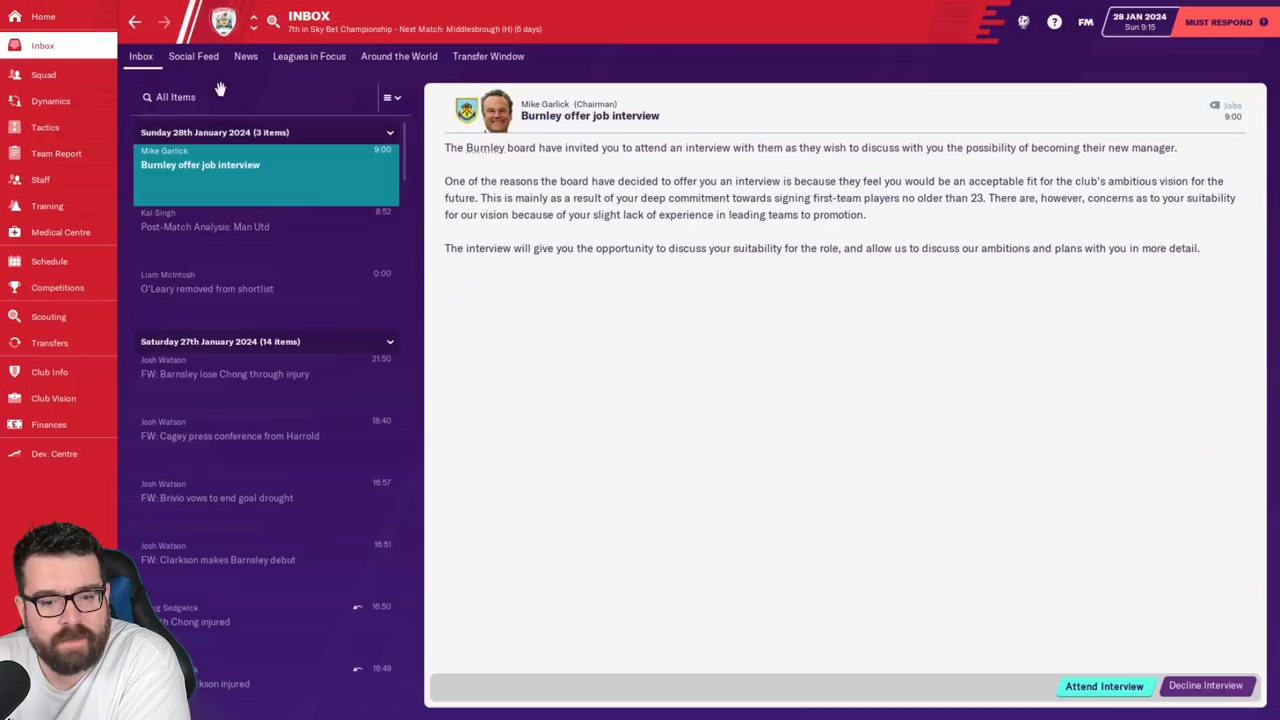 Home
Inbox
Squad
Dynamics
Tactics
Team Report
Staff
Training
Medical Centre
Schedule
Competitions
Scouting
Transfers
Club Info
Club Vision
Finances
Dev. Centre
INBOX
7th in Sky Bet Championship - Next Match: Middlesbrough (H) (6 days)
FM
28 JAN 2024
Sun 9:15
MUST RESPOND
Inbox
Social Feed
News
Leagues in Focus
Around the World
Transfer Window
All Items
Sunday 28th January 2024 (3 items)
Mike Garlick 9:00
Burnley offer job interview
Kal Singh 8:52
Post-Match Analysis: Man Utd
Liam McIntosh 0:00
O'Leary removed from shortlist
Saturday 27th January 2024 (14 items)
Josh Watson 21:50
FW: Barnsley lose Chong through injury
Josh Watson 18:40
FW: Cagey press conference from Harrold
Josh Watson 16:57
FW: Brivio vows to end goal drought
Josh Watson 16:51
FW: Clarkson makes Barnsley debut
Sedgwick 16:50
Chong injured
16:49
injured
Mike Garlick (Chairman)
Burnley offer job interview
Jobs
9:00
The Burnley board have invited you to attend an interview with them as they wish to discuss with you the possibility of becoming their new manager.
One of the reasons the board have decided to offer you an interview is because they feel you would be an acceptable fit for the club's ambitious vision for the
future. This is mainly as a result of your deep commitment towards signing first-team players no older than 23. There are, however, concerns as to your suitability
for our vision because of your slight lack of experience in leading teams to promotion.
The interview will give you the opportunity to discuss your suitability for the role, and allow us to discuss our ambitions and plans with you in more detail.
Attend Interview
Decline Interview